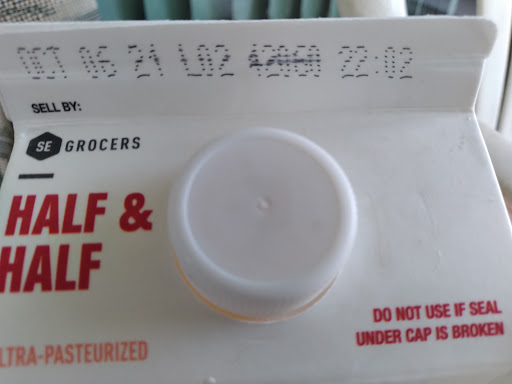 OCT 06 21 L02 22:02
SELL BY:
SE GROCERS
HALF &
HALF
LTRA-PASTEURIZED
DO NOT USE IF SEAL
UNDER CAP IS BROKEN